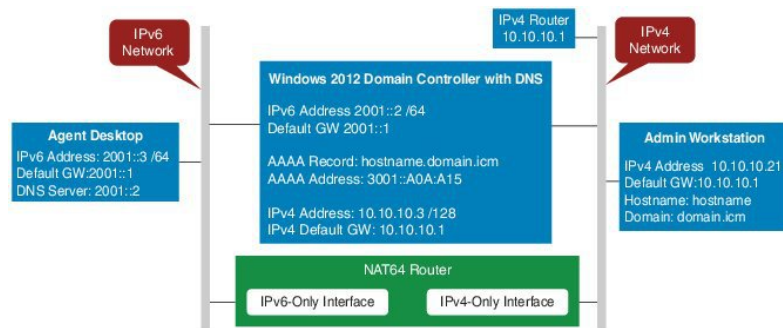 IPv6
Network
IPv4 Router
10.10.10.1
IPv4
Network
Windows 2012 Domain Controller with DNS
IPv6 Address 2001::2 /64
Default GW 2001::1
AAAA Record: hostname.domain.icm
AAAA Address: 3001::A0A:A15
IPv4 Address: 10.10.10.3 /128
IPv4 Default GW: 10.10.10.1
Agent Desktop
IPv6 Address: 2001::3 /64
Default GW:2001::1
DNS Server: 2001::2
Admin Workstation
IPv4 Address 10.10.10.21
Default GW:10.10.10.1
Hostname: hostname
Domain: domain.icm
NAT64 Router
IPv6-Only Interface
IPv4-Only Interface